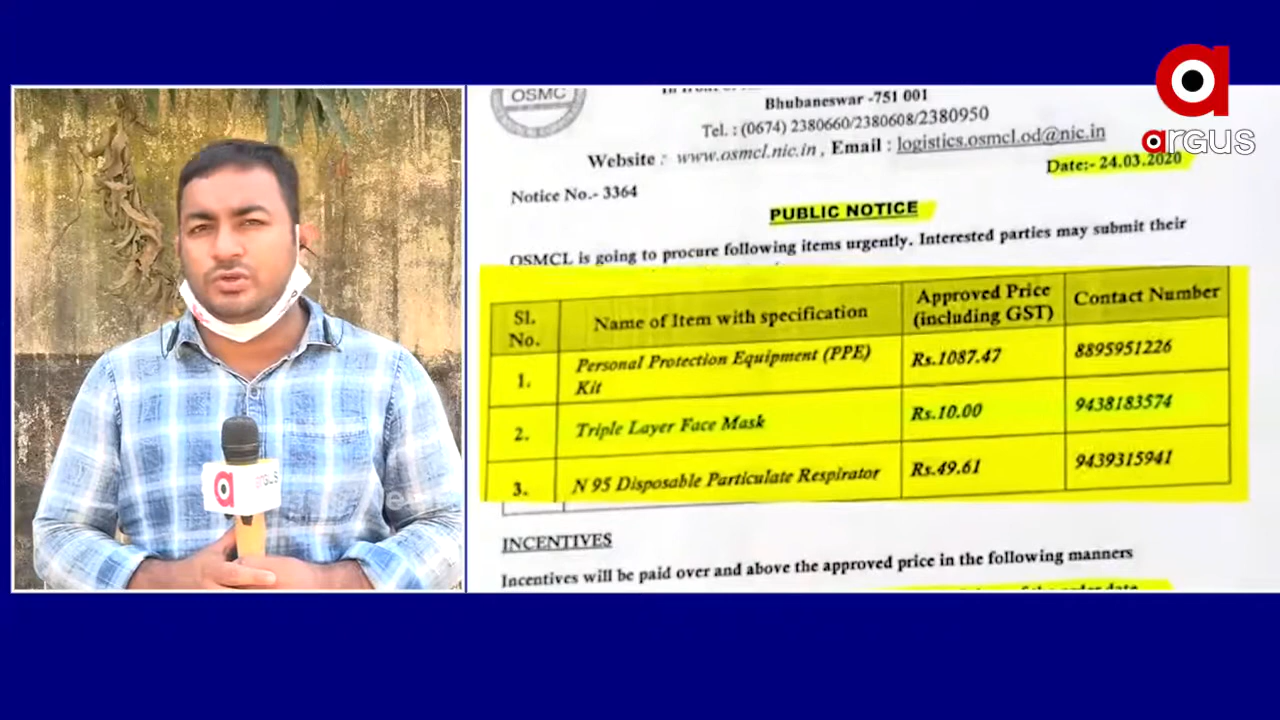 argus
OSMC
Bhubaneswar -751 001
Tel. : (0674) 2380660/2380608/2380950
Website : www.osmcl.nic.in , Email : logistics.osmcl.od@nic.in
Date:- 24.03.2020
Notice No.- 3364
PUBLIC NOTICE
OSMCL is going to procure following items urgently. Interested parties may submit their
Sl. No. Name of Item with specification Approved Price (including GST) Contact Number
1. Personal Protection Equipment (PPE) Kit Rs.1087.47 8895951226
2. Triple Layer Face Mask Rs.10.00 9438183574
3. N 95 Disposable Particulate Respirator Rs.49.61 9439315941
INCENTIVES
Incentives will be paid over and above the approved price in the following manners
of the order date